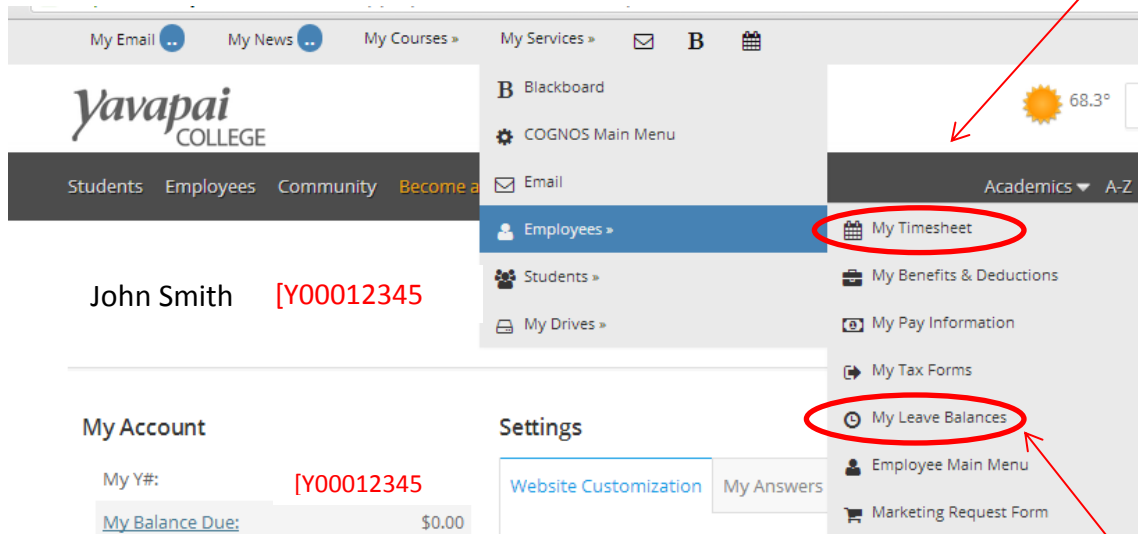 My Email .. My News .. My Courses » My Services » B
Yavapai
COLLEGE
B Blackboard
COGNOS Main Menu
Email
Employees »
Students »
My Drives »
68.3°
Students Employees Community Become a Academics A-Z
My Timesheet
My Benefits & Deductions
My Pay Information
My Tax Forms
My Leave Balances
Employee Main Menu
Marketing Request Form
John Smith [Y00012345
My Account
My Y#: [Y00012345
My Balance Due: $0.00
Settings
Website Customization My Answers